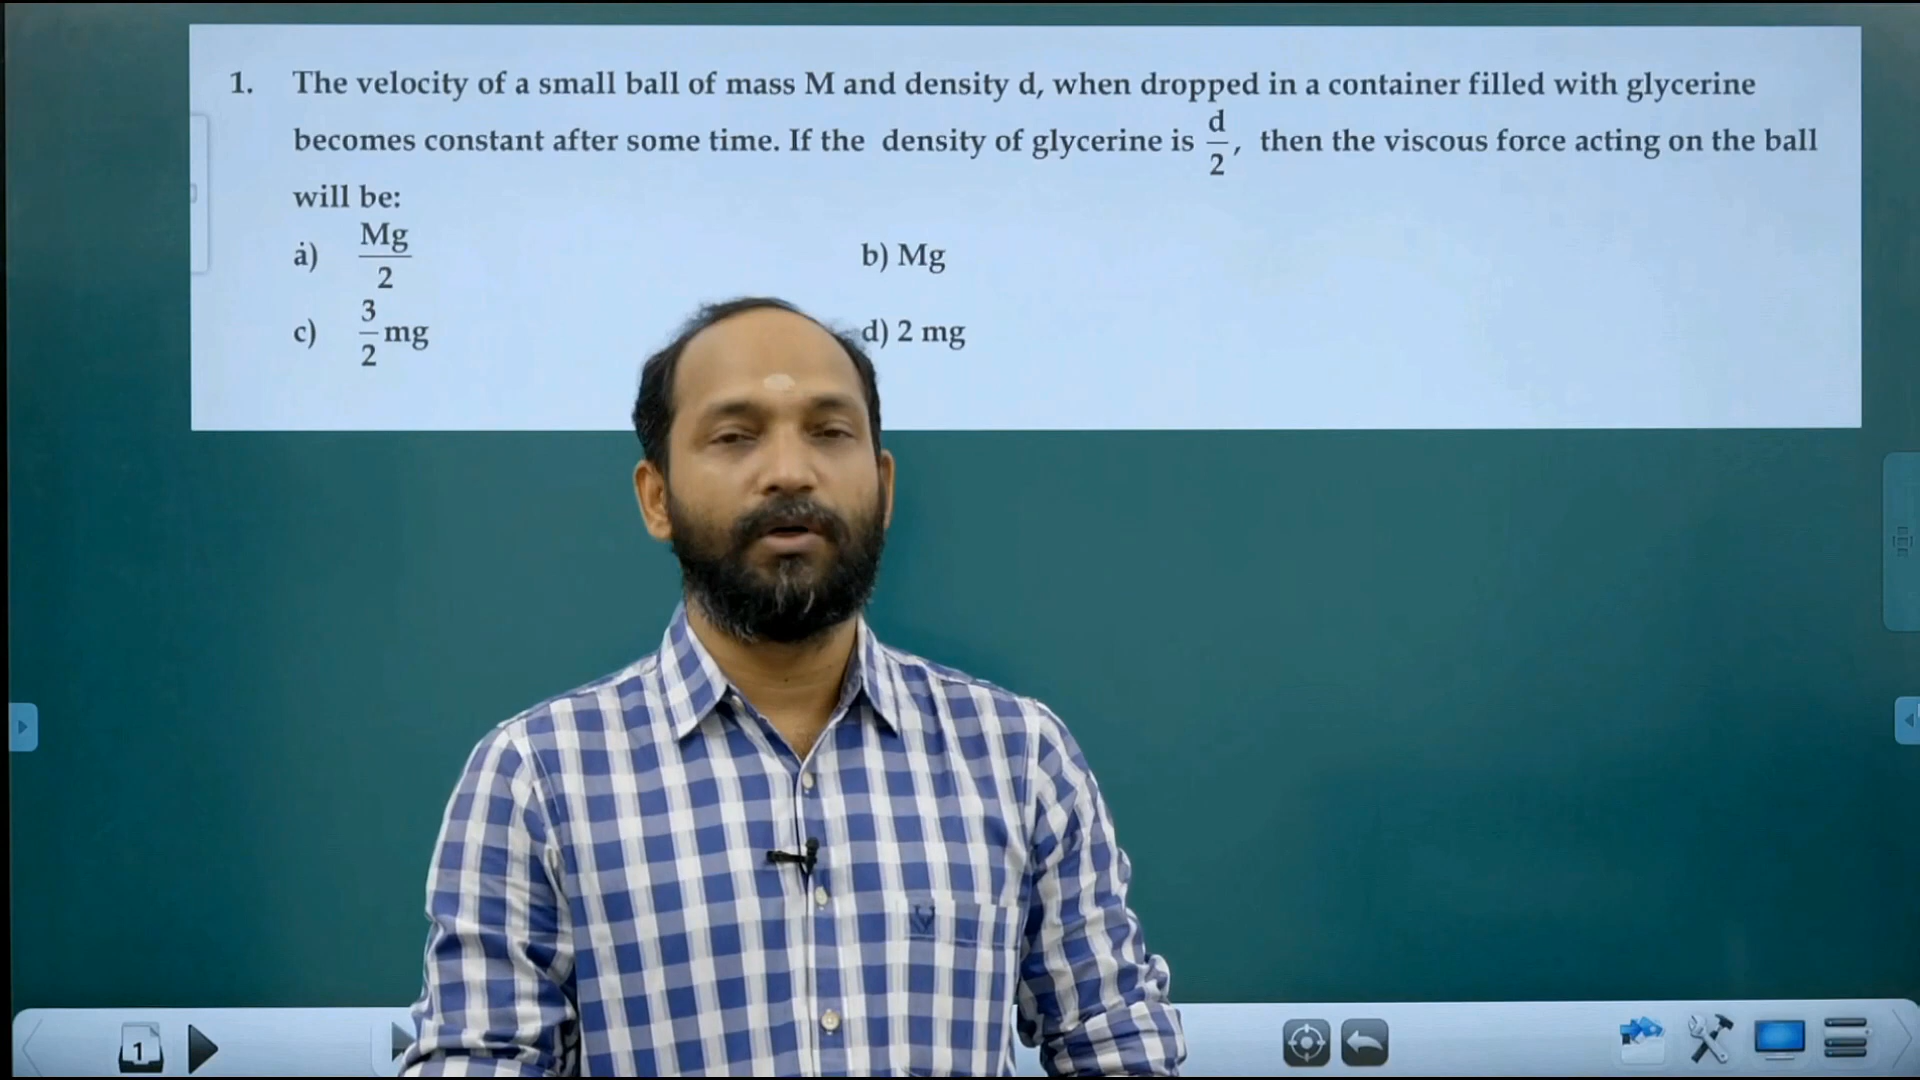 1. The velocity of a small ball of mass M and density d, when dropped in a container filled with glycerine
becomes constant after some time. If the density of glycerine is d/2, then the viscous force acting on the ball
will be:
a) Mg/2 b) Mg
c) 3/2 mg d) 2 mg
1